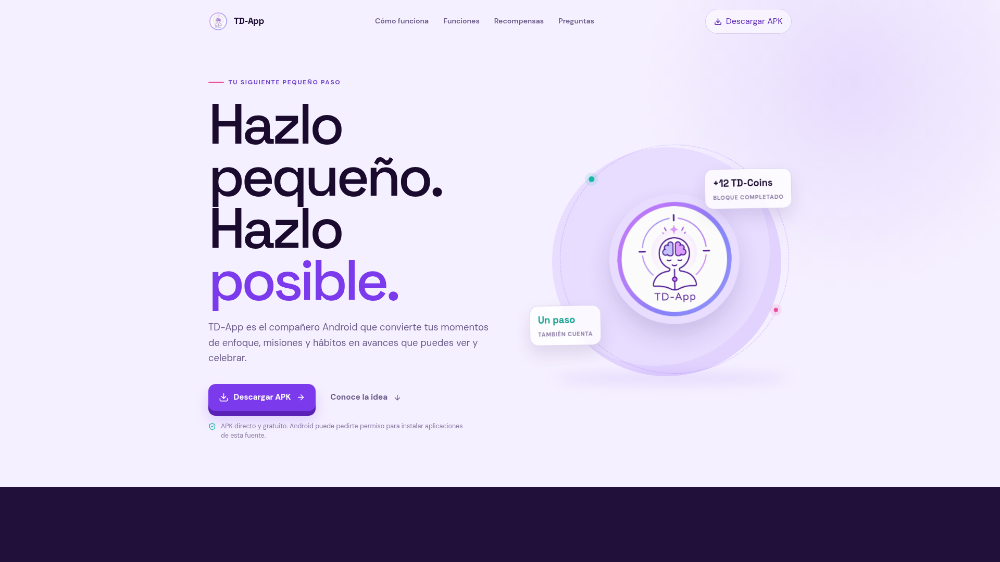 TD-App
Cómo funciona
Funciones
Recompensas
Preguntas
Descargar APK
TU SIGUIENTE PEQUEÑO PASO
Hazlo
pequeño.
Hazlo
posible.
TD-App es el compañero Android que convierte tus momentos
de enfoque, misiones y hábitos en avances que puedes ver y
celebrar.
Descargar APK
Conoce la idea
APK directo y gratuito. Android puede pedirte permiso para instalar aplicaciones
de esta fuente.
+12 TD-Coins
BLOQUE COMPLETADO
TD-App
Un paso
TAMBIÉN CUENTA